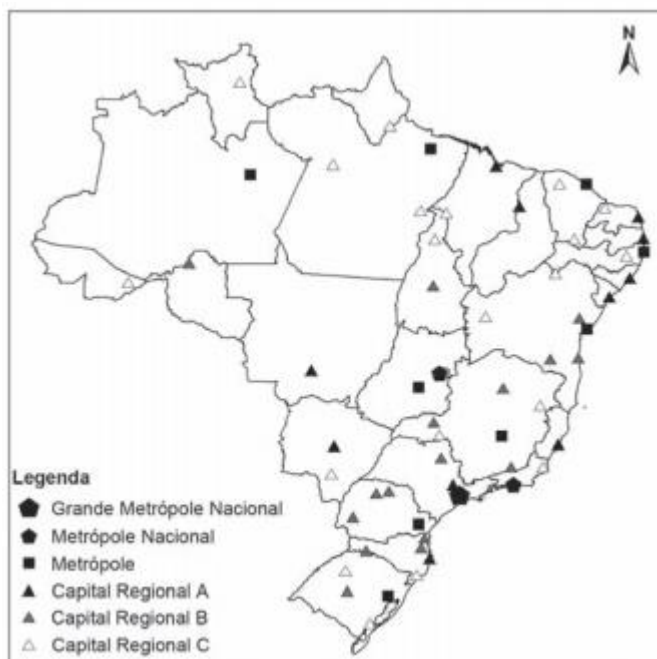 N
Legenda
Grande Metrópole Nacional
Metrópole Nacional
Metrópole
Capital Regional A
Capital Regional B
Capital Regional C